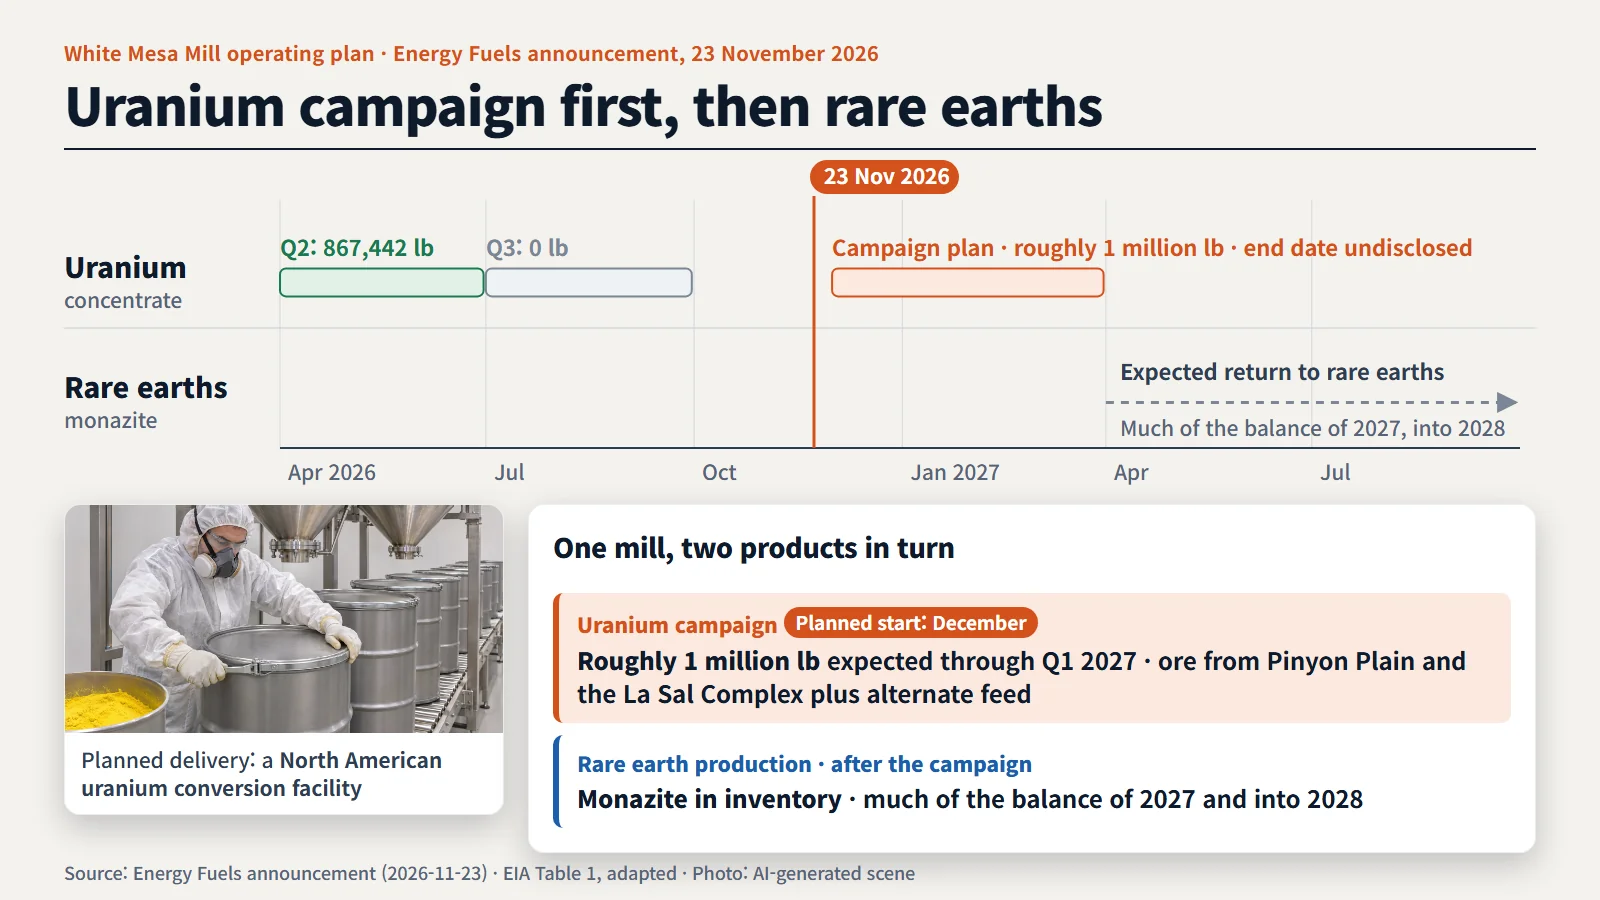 White Mesa Mill operating plan · Energy Fuels announcement, 23 November 2026
Uranium campaign first, then rare earths
23 Nov 2026
Q2: 867,442 lb
Q3: 0 lb
Campaign plan · roughly 1 million lb · end date undisclosed
Uranium
concentrate
Expected return to rare earths
Rare earths
monazite
Much of the balance of 2027, into 2028
Apr 2026
Jul
Oct
Jan 2027
Apr
Jul
Planned delivery: a North American
uranium conversion facility
One mill, two products in turn
Uranium campaign
Planned start: December
Roughly 1 million lb expected through Q1 2027 · ore from Pinyon Plain and
the La Sal Complex plus alternate feed
Rare earth production · after the campaign
Monazite in inventory · much of the balance of 2027 and into 2028
Source: Energy Fuels announcement (2026-11-23) · EIA Table 1, adapted · Photo: AI-generated scene